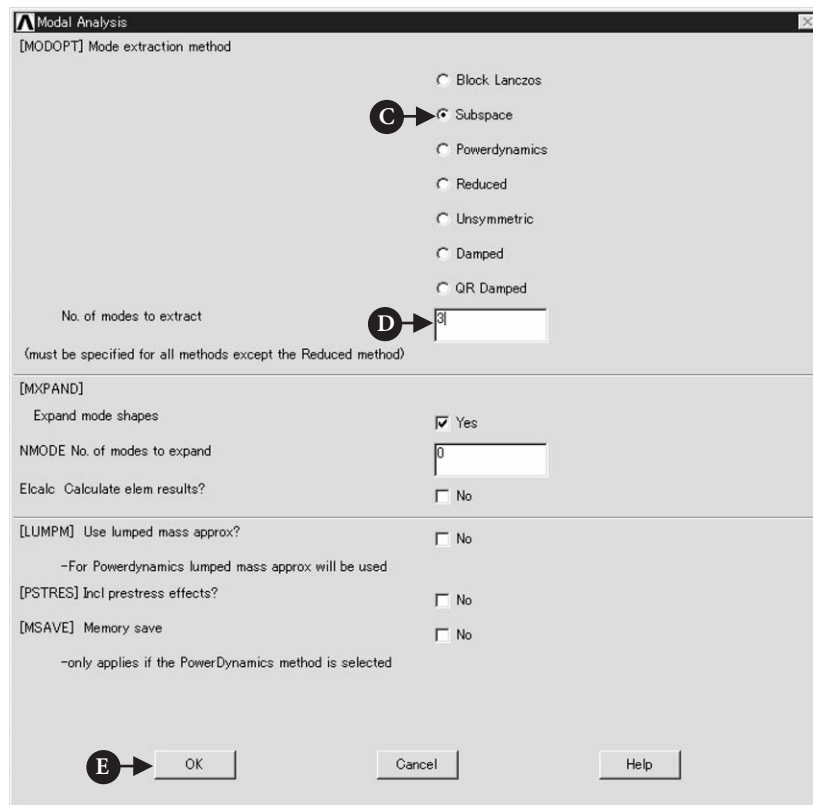 Modal Analysis
[MODOPT] Mode extraction method
Block Lanczos
C Subspace
Powerdynamics
Reduced
Unsymmetric
Damped
QR Damped
No. of modes to extract D 3
(must be specified for all methods except the Reduced method)
[MXPAND]
Expand mode shapes Yes
NMODE No. of modes to expand 0
Elcalc Calculate elem results? No
[LUMPM] Use lumped mass approx? No
-For Powerdynamics lumped mass approx will be used
[PSTRES] Incl prestress effects? No
[MSAVE] Memory save No
-only applies if the PowerDynamics method is selected
E OK Cancel Help